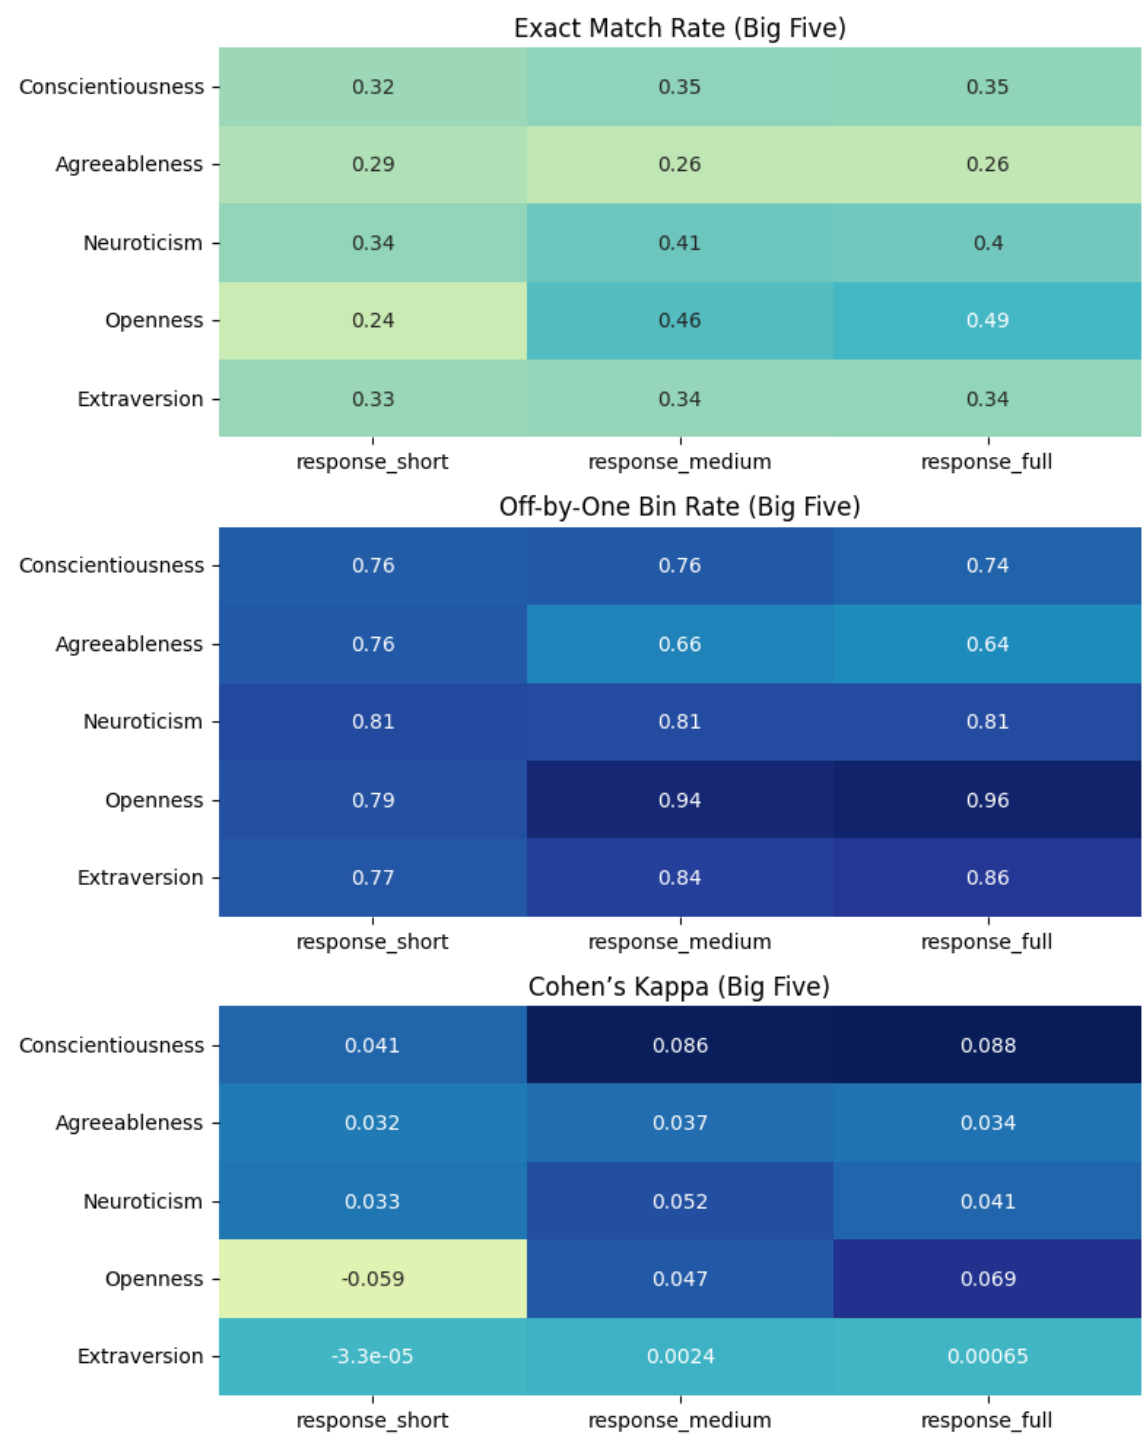 Exact Match Rate (Big Five)
Conscientiousness 0.32 0.35 0.35
Agreeableness 0.29 0.26 0.26
Neuroticism 0.34 0.41 0.4
Openness 0.24 0.46 0.49
Extraversion 0.33 0.34 0.34
response_short response_medium response_full
Off-by-One Bin Rate (Big Five)
Conscientiousness 0.76 0.76 0.74
Agreeableness 0.76 0.66 0.64
Neuroticism 0.81 0.81 0.81
Openness 0.79 0.94 0.96
Extraversion 0.77 0.84 0.86
response_short response_medium response_full
Cohen’s Kappa (Big Five)
Conscientiousness 0.041 0.086 0.088
Agreeableness 0.032 0.037 0.034
Neuroticism 0.033 0.052 0.041
Openness -0.059 0.047 0.069
Extraversion -3.3e-05 0.0024 0.00065
response_short response_medium response_full